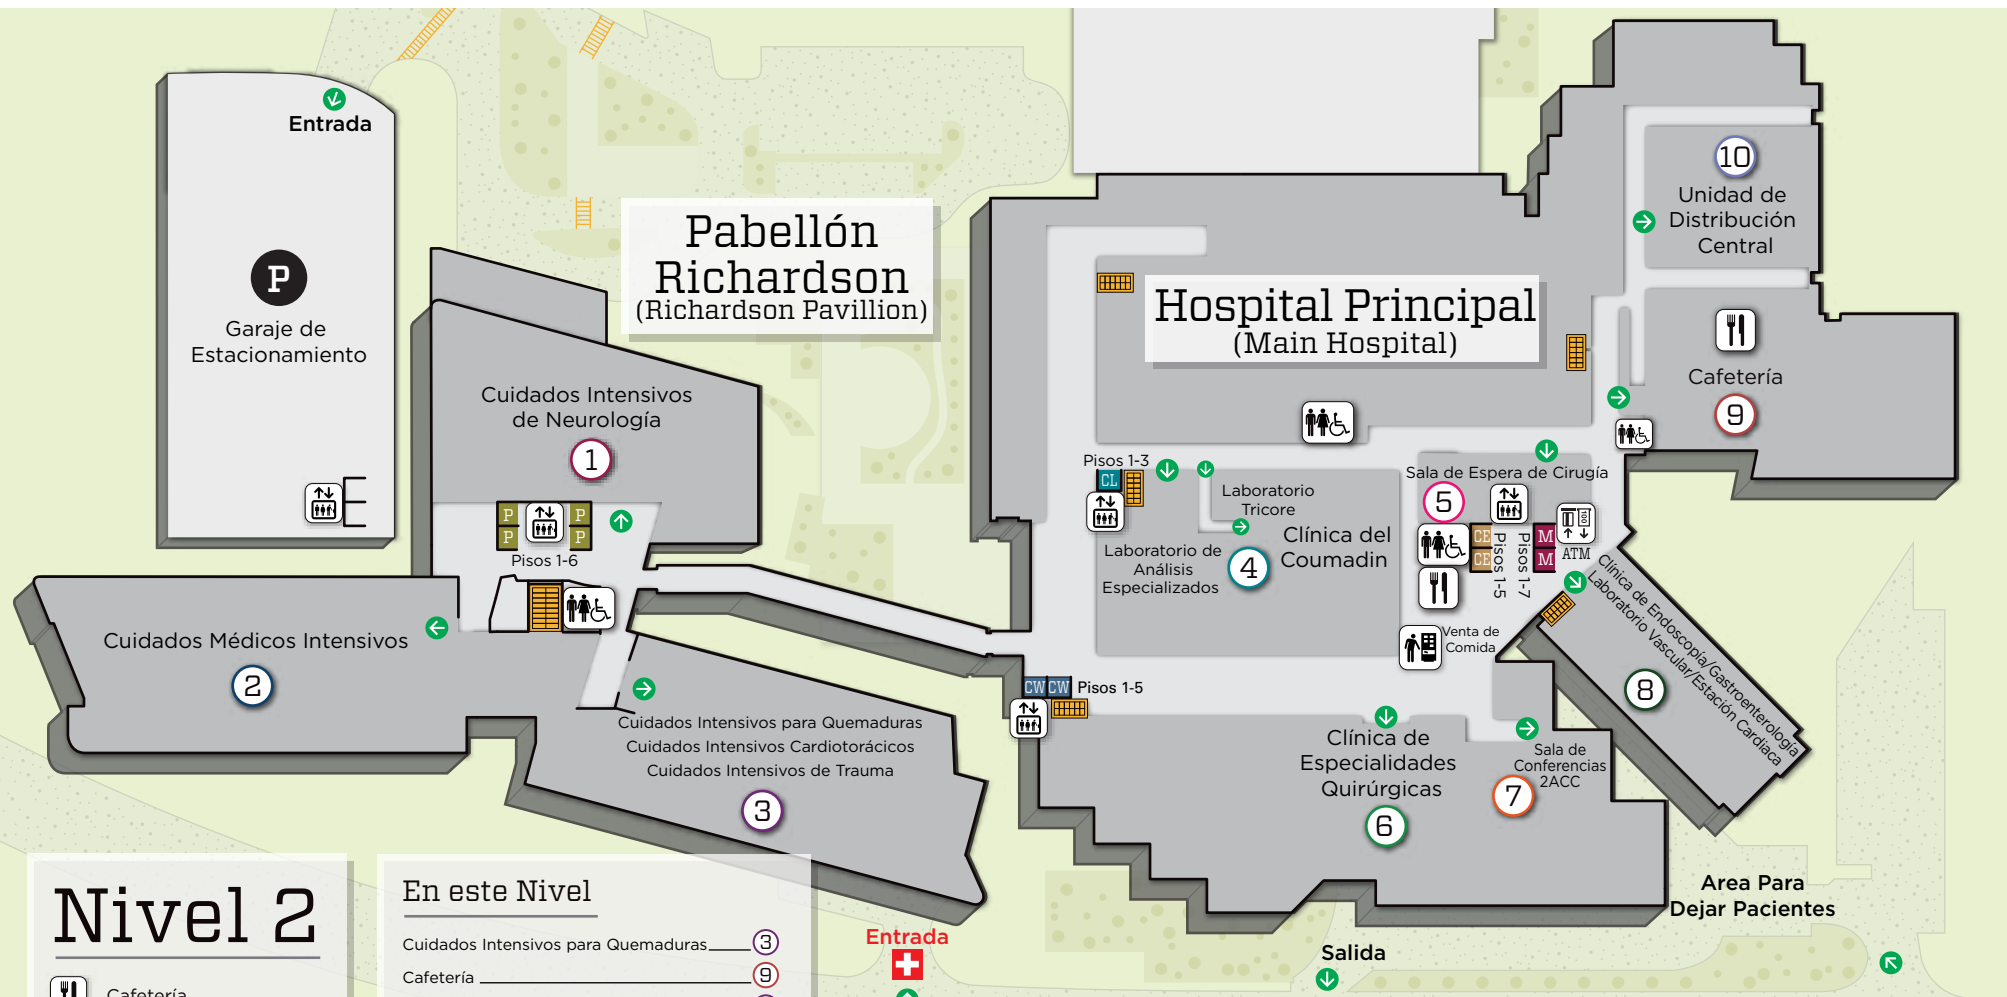 Entrada
P
Garaje de
Estacionamiento
Pabellón
Richardson
(Richardson Pavillion)
Hospital Principal
(Main Hospital)
10
Unidad de
Distribución
Central
Cafetería
9
Cuidados Intensivos
de Neurología
1
P P
P P
Pisos 1-6
Cuidados Médicos Intensivos
2
Cuidados Intensivos para Quemaduras
Cuidados Intensivos Cardiotorácicos
Cuidados Intensivos de Trauma
3
Pisos 1-3
CL
Laboratorio
Tricore
Laboratorio de
Análisis
Especializados
4
Clínica del
Coumadin
Sala de Espera de Cirugía
5
CE
CE
Pisos 1-5
Pisos 1-7
M
M
100
ATM
Venta de
Comida
Clínica de Endoscopía/Gastroenterología
Laboratorio Vascular/Estación Cardiaca
8
CW CW Pisos 1-5
Clínica de
Especialidades
Quirúrgicas
6
Sala de
Conferencias
2ACC
7
Area Para
Dejar Pacientes
Salida
Entrada
Nivel 2
Cafetería
En este Nivel
Cuidados Intensivos para Quemaduras 3
Cafetería 9